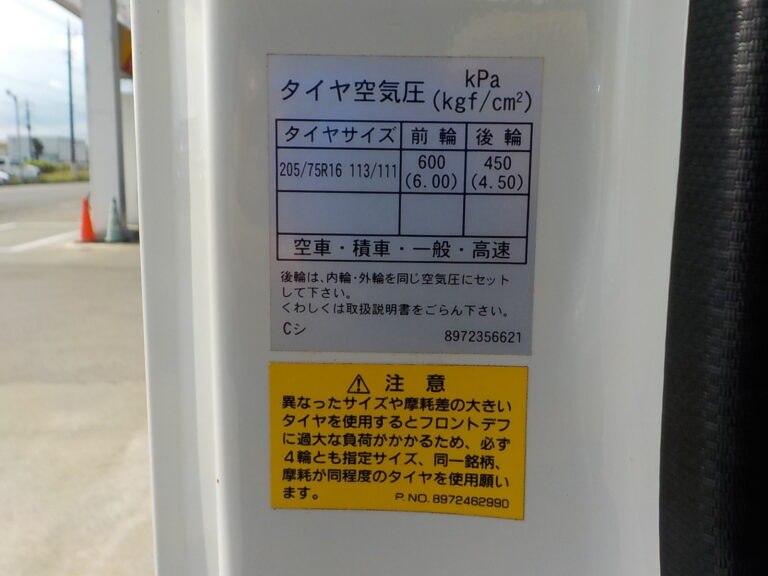 タイヤ空気圧 kPa (kgf/cm²)
タイヤサイズ 前輪 後輪
205/75R16 113/111 600 (6.00) 450 (4.50)
空車・積車・一般・高速
後輪は、内輪・外輪を同じ空気圧にセット
して下さい。
くわしくは取扱説明書をごらん下さい。
Cシ 8972356621
⚠ 注意
異なったサイズや摩耗差の大きい
タイヤを使用するとフロントデフ
に過大な負荷がかかるため、必ず
4輪とも指定サイズ、同一銘柄、
摩耗が同程度のタイヤを使用願い
ます。 P.NO.8972462990